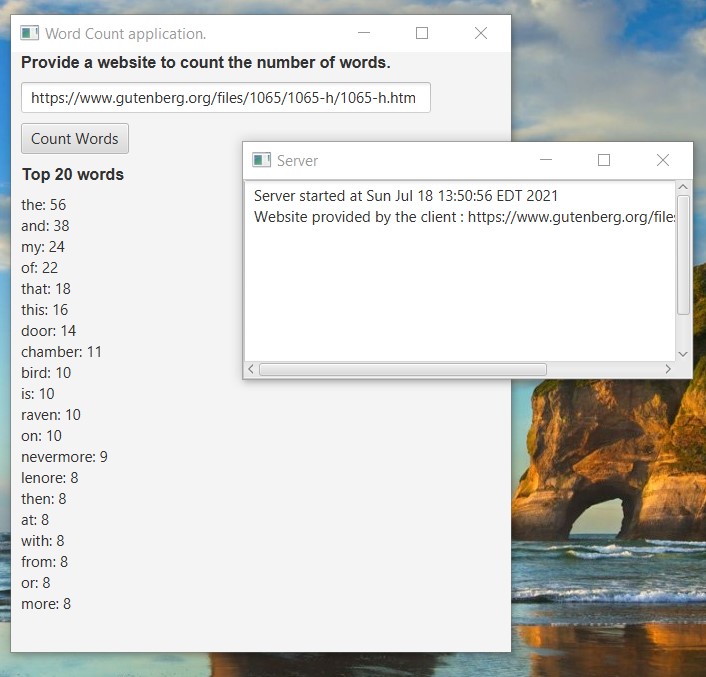 Word Count application.
Provide a website to count the number of words.
https://www.gutenberg.org/files/1065/1065-h/1065-h.htm
Count Words
Top 20 words
the: 56
and: 38
my: 24
of: 22
that: 18
this: 16
door: 14
chamber: 11
bird: 10
is: 10
raven: 10
on: 10
nevermore: 9
lenore: 8
then: 8
at: 8
with: 8
from: 8
or: 8
more: 8
Server
Server started at Sun Jul 18 13:50:56 EDT 2021
Website provided by the client : https://www.gutenberg.org/files